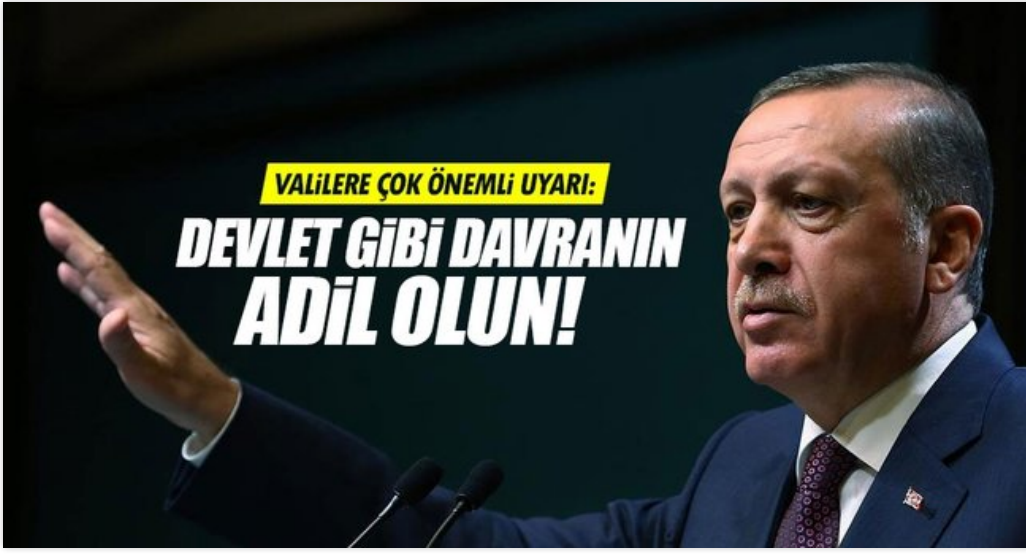 VALİLERE ÇOK ÖNEMLİ UYARI:
DEVLET GİBİ DAVRANIN
ADİL OLUN!